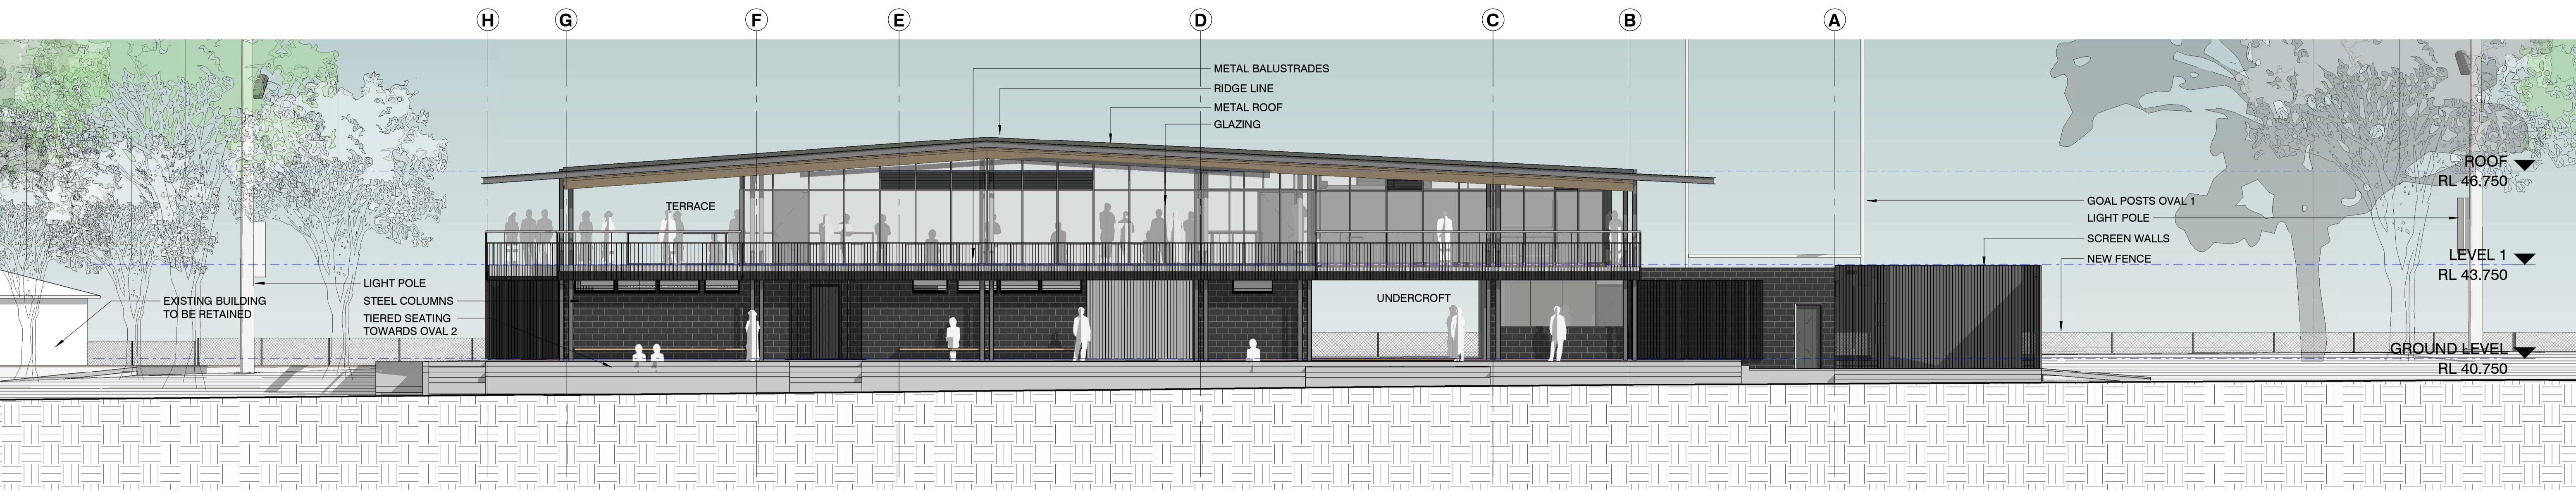 H G F E D C B A
METAL BALUSTRADES
RIDGE LINE
METAL ROOF
GLAZING
ROOF
RL 46.750
TERRACE
GOAL POSTS OVAL 1
LIGHT POLE
SCREEN WALLS
NEW FENCE
LEVEL 1
RL 43.750
LIGHT POLE
EXISTING BUILDING
TO BE RETAINED
STEEL COLUMNS
TIERED SEATING
TOWARDS OVAL 2
UNDERCROFT
GROUND LEVEL
RL 40.750